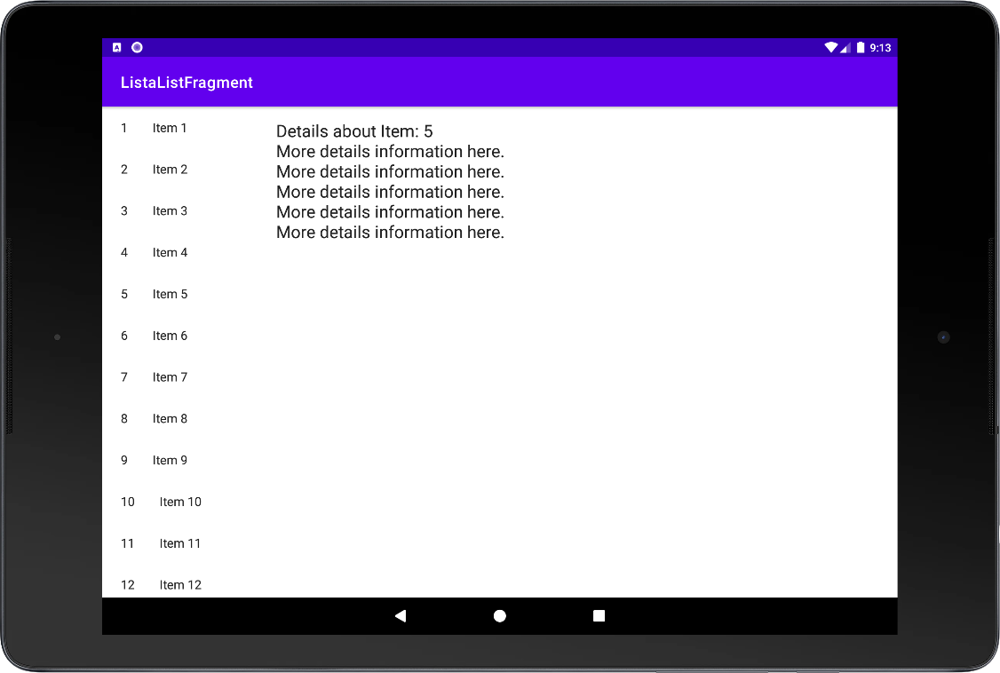 9:13
ListaListFragment
1 Item 1
2 Item 2
3 Item 3
4 Item 4
5 Item 5
6 Item 6
7 Item 7
8 Item 8
9 Item 9
10 Item 10
11 Item 11
12 Item 12
Details about Item: 5
More details information here.
More details information here.
More details information here.
More details information here.
More details information here.